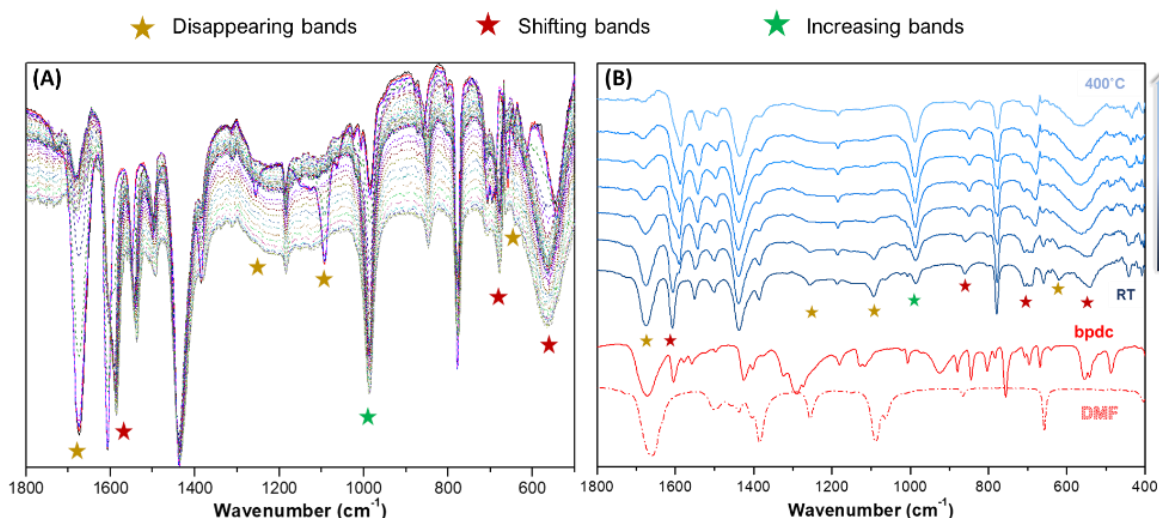 Disappearing bands
Shifting bands
Increasing bands
(A)
1800 1600 1400 1200 1000 800 600
Wavenumber (cm-1)
(B)
400°C
RT
bpdc
DMF
1800 1600 1400 1200 1000 800 600 400
Wavenumber (cm-1)